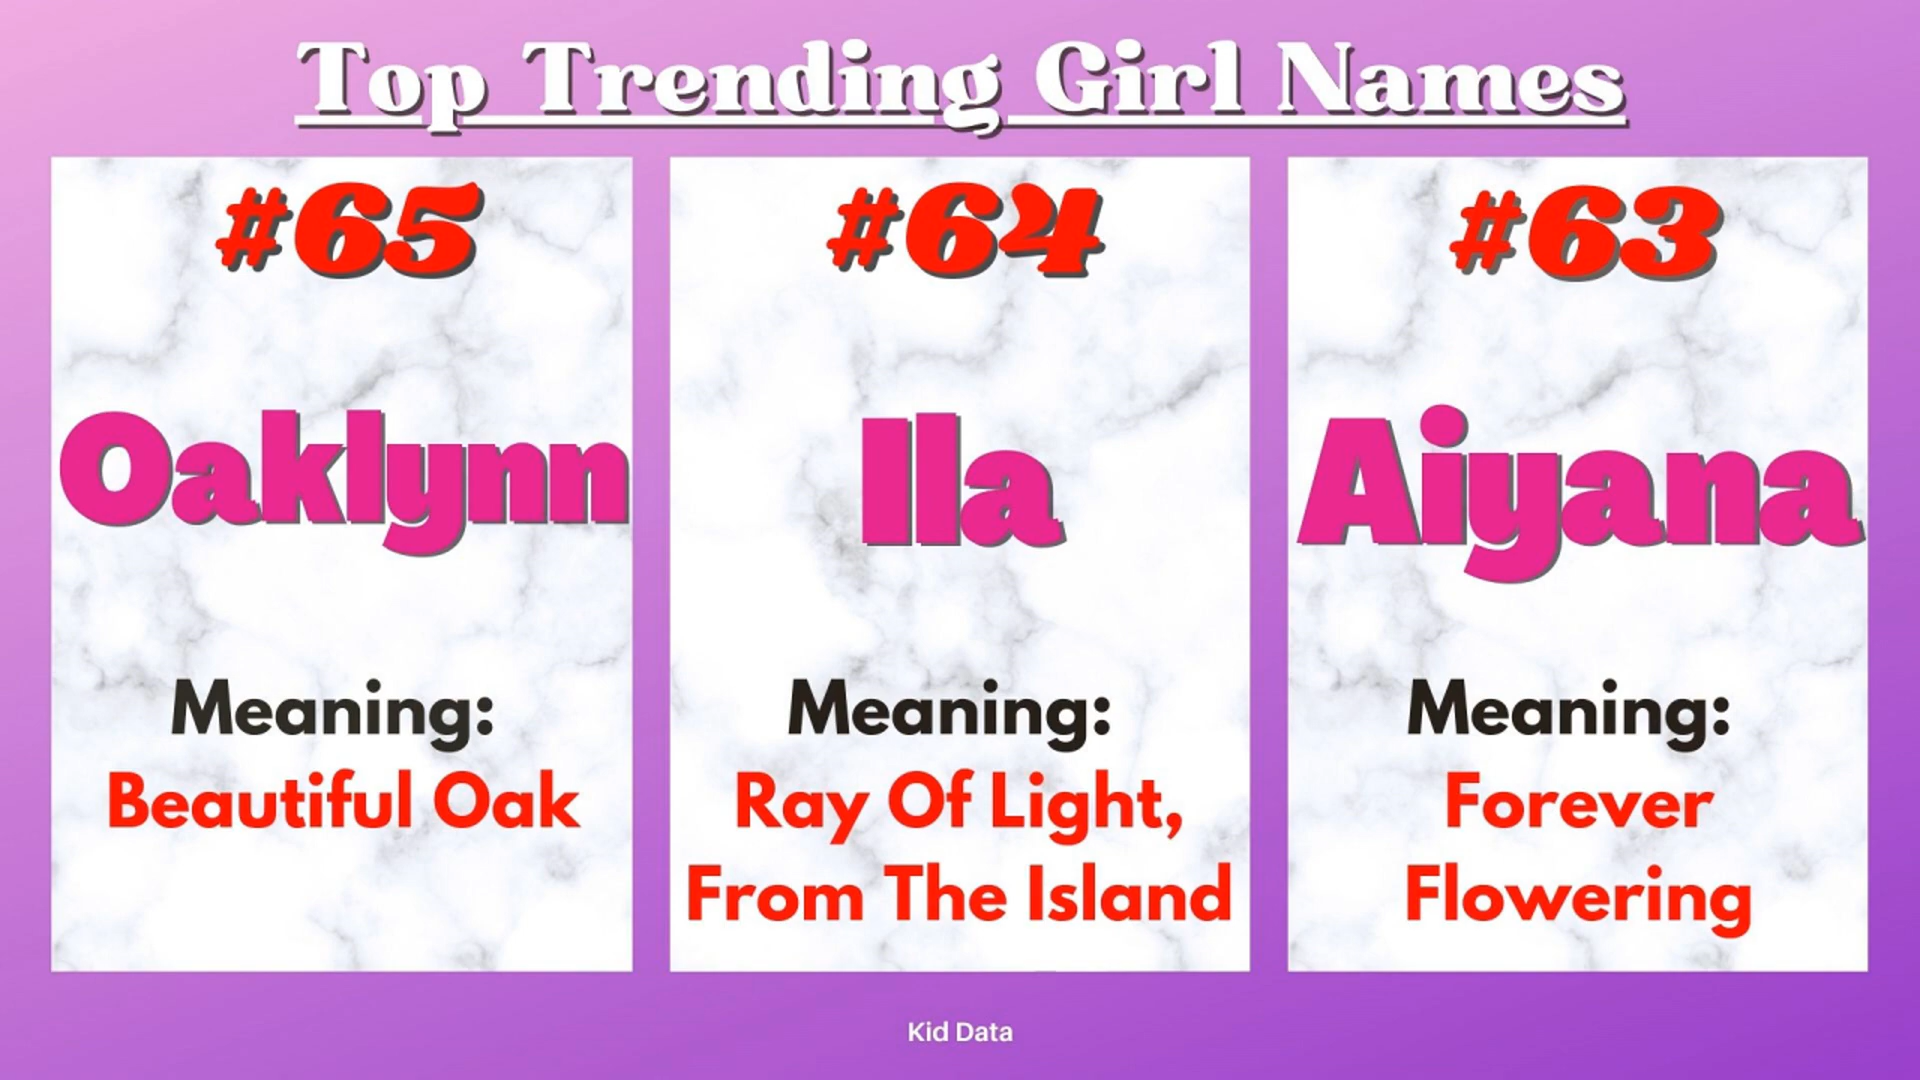 Top Trending Girl Names
#65
Oaklynn
Meaning:
Beautiful Oak
#64
Ila
Meaning:
Ray Of Light,
From The Island
#63
Aiyana
Meaning:
Forever
Flowering
Kid Data